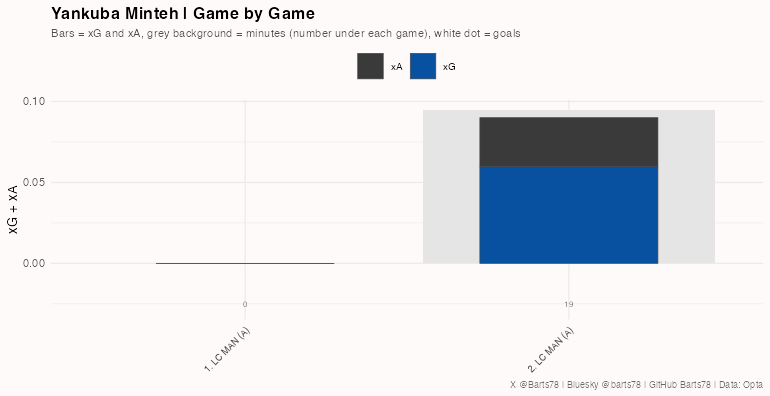 Yankuba Minteh | Game by Game
Bars = xG and xA, grey background = minutes (number under each game), white dot = goals
xA xG
0.10
0.05
0.00
xG + xA
0 19
1. LC MAN (A) 2. LC MAN (A)
X @Barts78 | Bluesky @barts78 | GitHub Barts78 | Data: Opta